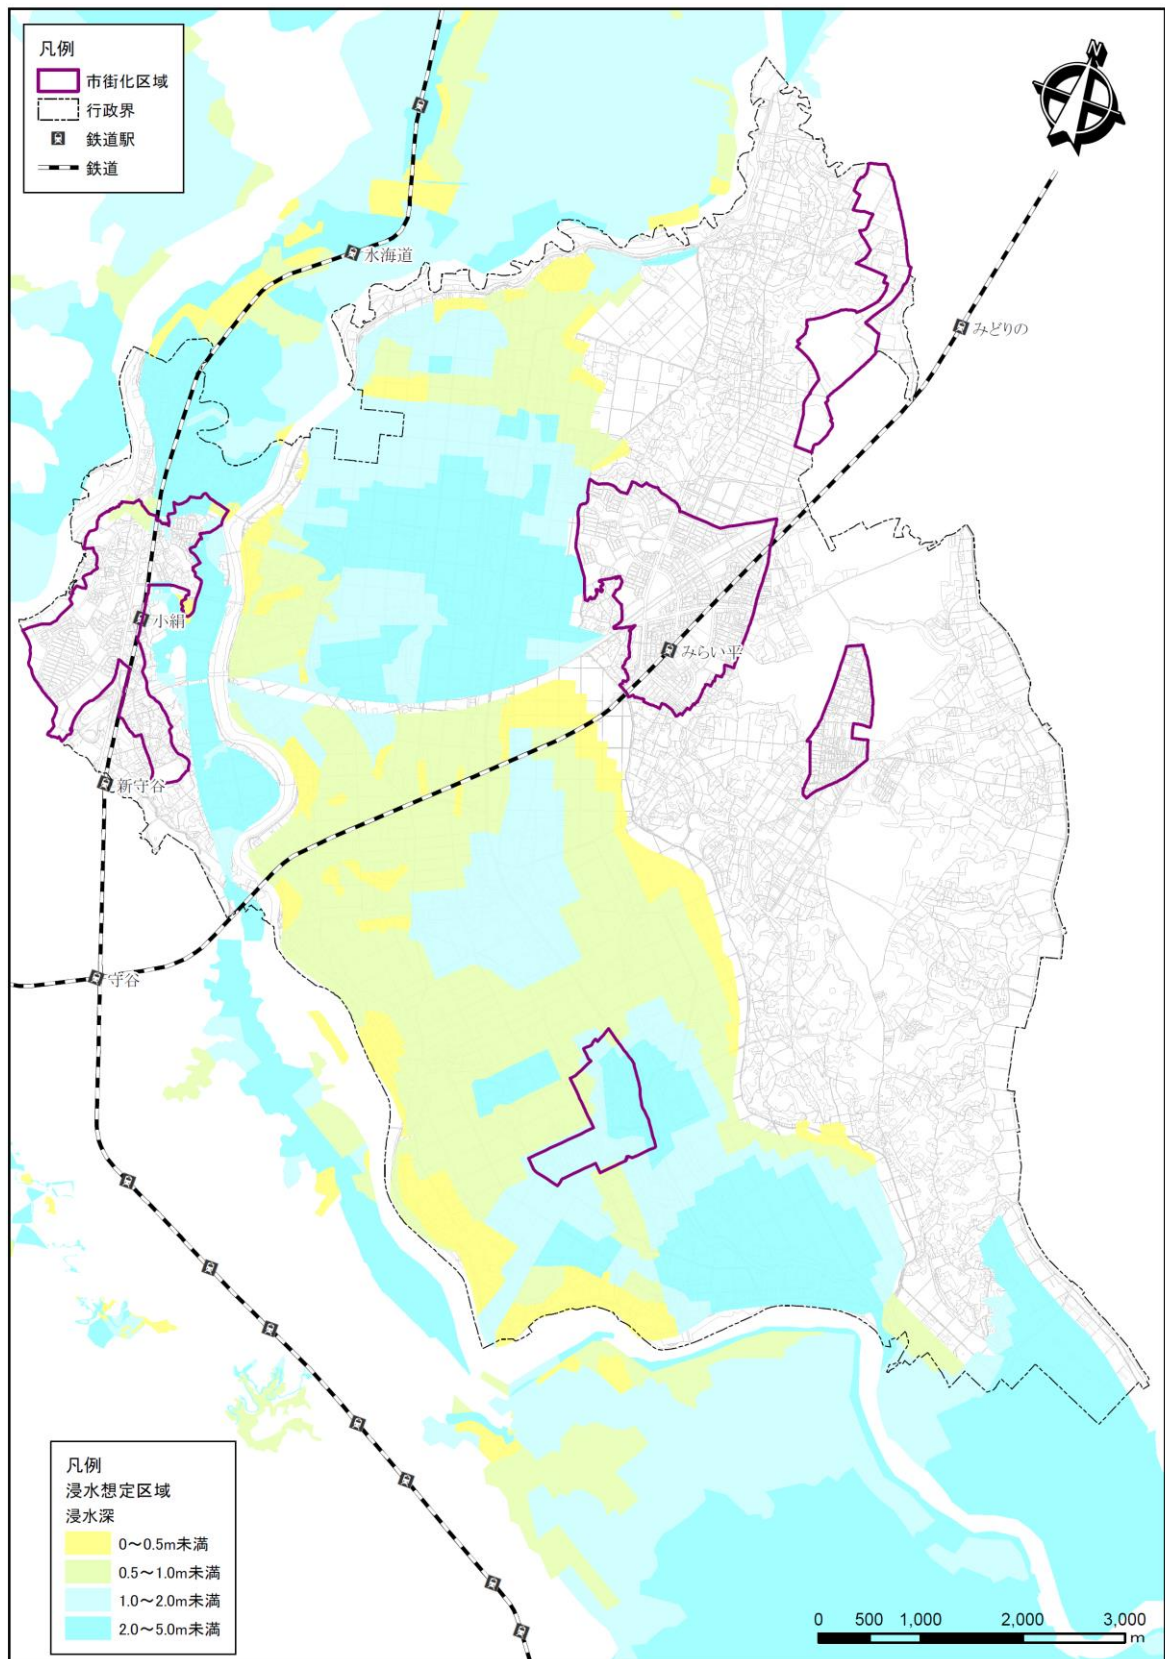 凡例
市街化区域
行政界
鉄道駅
鉄道
N
水海道
みどりの
小絹
みらい平
新守谷
守谷
凡例
浸水想定区域
浸水深
0～0.5m未満
0.5～1.0m未満
1.0～2.0m未満
2.0～5.0m未満
0 500 1,000 2,000 3,000
m